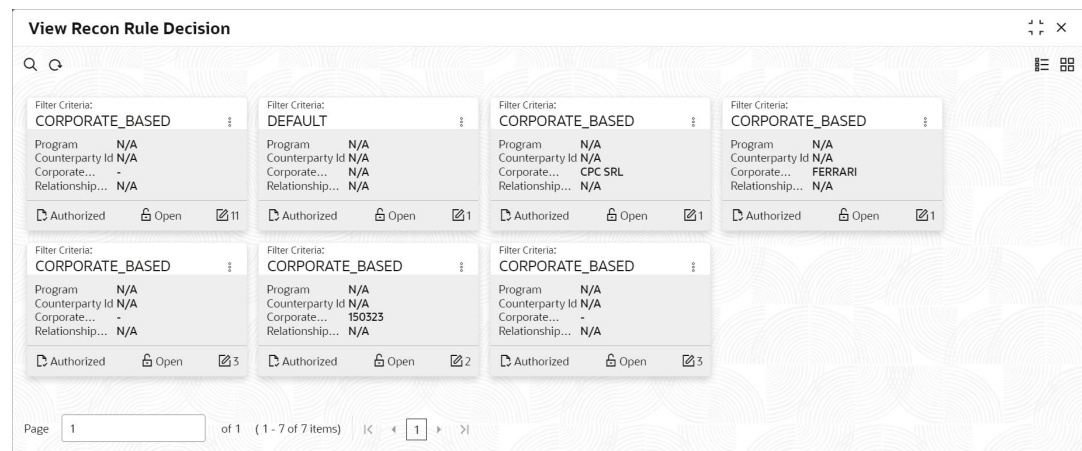 View Recon Rule Decision
Filter Criteria:
CORPORATE_BASED
Program N/A
Counterparty Id N/A
Corporate... -
Relationship... N/A
Authorized Open 11
Filter Criteria:
DEFAULT
Program N/A
Counterparty Id N/A
Corporate... N/A
Relationship... N/A
Authorized Open 1
Filter Criteria:
CORPORATE_BASED
Program N/A
Counterparty Id N/A
Corporate... CPC SRL
Relationship... N/A
Authorized Open 1
Filter Criteria:
CORPORATE_BASED
Program N/A
Counterparty Id N/A
Corporate... FERRARI
Relationship... N/A
Authorized Open 1
Filter Criteria:
CORPORATE_BASED
Program N/A
Counterparty Id N/A
Corporate... -
Relationship... N/A
Authorized Open 3
Filter Criteria:
CORPORATE_BASED
Program N/A
Counterparty Id N/A
Corporate... 150323
Relationship... N/A
Authorized Open 2
Filter Criteria:
CORPORATE_BASED
Program N/A
Counterparty Id N/A
Corporate... -
Relationship... N/A
Authorized Open 3
Page 1 of 1 ( 1 - 7 of 7 items) 1